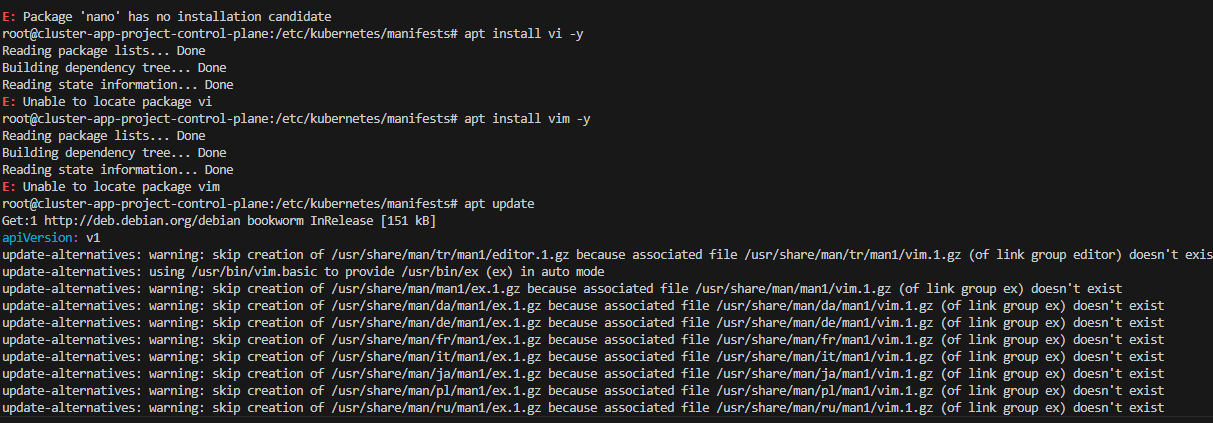 E: Package 'nano' has no installation candidate
root@cluster-app-project-control-plane:/etc/kubernetes/manifests# apt install vi -y
Reading package lists... Done
Building dependency tree... Done
Reading state information... Done
E: Unable to locate package vi
root@cluster-app-project-control-plane:/etc/kubernetes/manifests# apt install vim -y
Reading package lists... Done
Building dependency tree... Done
Reading state information... Done
E: Unable to locate package vim
root@cluster-app-project-control-plane:/etc/kubernetes/manifests# apt update
Get:1 http://deb.debian.org/debian bookworm InRelease [151 kB]
apiVersion: v1
update-alternatives: warning: skip creation of /usr/share/man/tr/man1/editor.1.gz because associated file /usr/share/man/tr/man1/vim.1.gz (of link group editor) doesn't exis
update-alternatives: using /usr/bin/vim.basic to provide /usr/bin/ex (ex) in auto mode
update-alternatives: warning: skip creation of /usr/share/man/man1/ex.1.gz because associated file /usr/share/man/man1/vim.1.gz (of link group ex) doesn't exist
update-alternatives: warning: skip creation of /usr/share/man/da/man1/ex.1.gz because associated file /usr/share/man/da/man1/vim.1.gz (of link group ex) doesn't exist
update-alternatives: warning: skip creation of /usr/share/man/de/man1/ex.1.gz because associated file /usr/share/man/de/man1/vim.1.gz (of link group ex) doesn't exist
update-alternatives: warning: skip creation of /usr/share/man/fr/man1/ex.1.gz because associated file /usr/share/man/fr/man1/vim.1.gz (of link group ex) doesn't exist
update-alternatives: warning: skip creation of /usr/share/man/it/man1/ex.1.gz because associated file /usr/share/man/it/man1/vim.1.gz (of link group ex) doesn't exist
update-alternatives: warning: skip creation of /usr/share/man/ja/man1/ex.1.gz because associated file /usr/share/man/ja/man1/vim.1.gz (of link group ex) doesn't exist
update-alternatives: warning: skip creation of /usr/share/man/pl/man1/ex.1.gz because associated file /usr/share/man/pl/man1/vim.1.gz (of link group ex) doesn't exist
update-alternatives: warning: skip creation of /usr/share/man/ru/man1/ex.1.gz because associated file /usr/share/man/ru/man1/vim.1.gz (of link group ex) doesn't exist